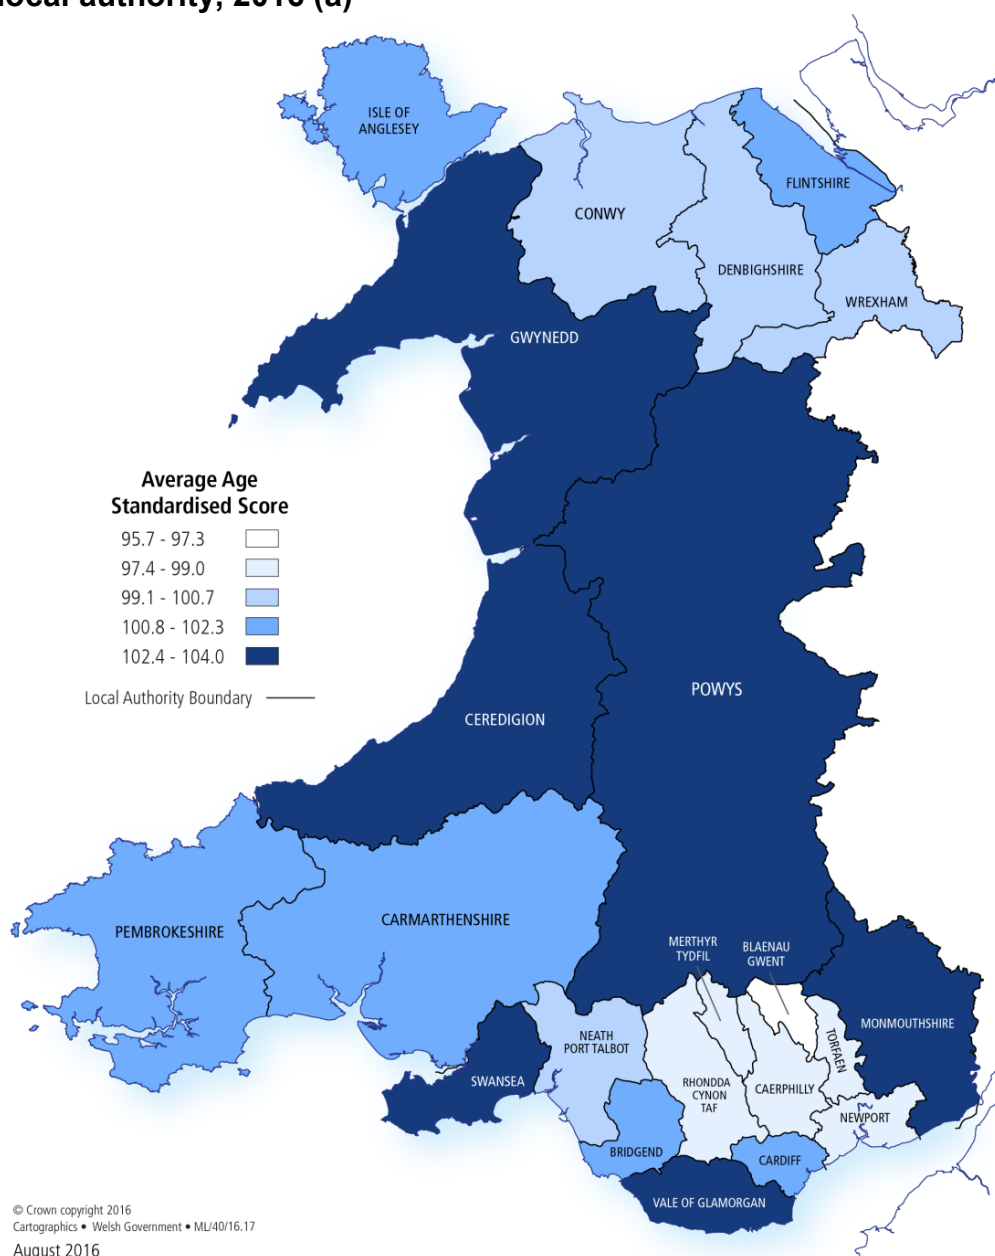 local authority, 2016 (a)
ISLE OF
ANGLESEY
FLINTSHIRE
CONWY
DENBIGHSHIRE
WREXHAM
GWYNEDD
Average Age
Standardised Score
95.7 - 97.3
97.4 - 99.0
99.1 - 100.7
100.8 - 102.3
102.4 - 104.0
Local Authority Boundary
POWYS
CEREDIGION
CARMARTHENSHIRE
PEMBROKESHIRE
MERTHYR
TYDFIL
BLAENAU
GWENT
MONMOUTHSHIRE
NEATH
PORT TALBOT
TORFAEN
SWANSEA
RHONDDA
CYNON
TAF
CAERPHILLY
NEWPORT
BRIDGEND
CARDIFF
VALE OF GLAMORGAN
© Crown copyright 2016
Cartographics • Welsh Government • ML/40/16.17
August 2016